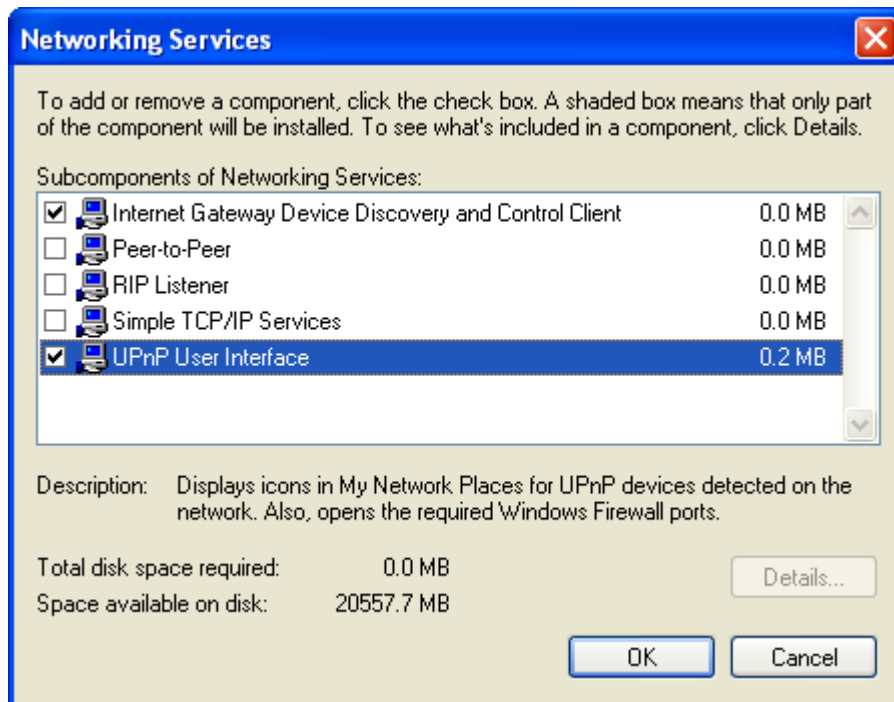 Networking Services
To add or remove a component, click the check box. A shaded box means that only part
of the component will be installed. To see what's included in a component, click Details.
Subcomponents of Networking Services:
Internet Gateway Device Discovery and Control Client 0.0 MB
Peer-to-Peer 0.0 MB
RIP Listener 0.0 MB
Simple TCP/IP Services 0.0 MB
UPnP User Interface 0.2 MB
Description: Displays icons in My Network Places for UPnP devices detected on the
network. Also, opens the required Windows Firewall ports.
Total disk space required: 0.0 MB
Details...
Space available on disk: 20557.7 MB
OK Cancel